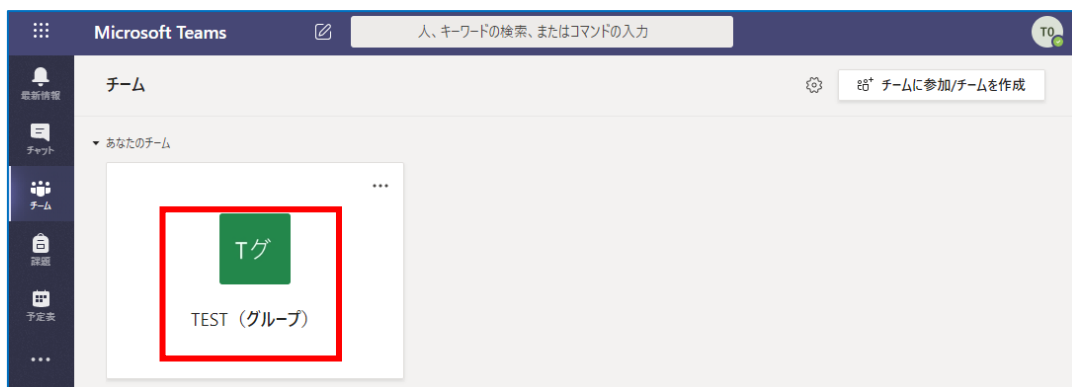 Microsoft Teams
人、キーワードの検索、またはコマンドの入力
TO
最新情報
チーム
チームに参加/チームを作成
チャット
あなたのチーム
チーム
Tグ
課題
TEST（グループ）
予定表